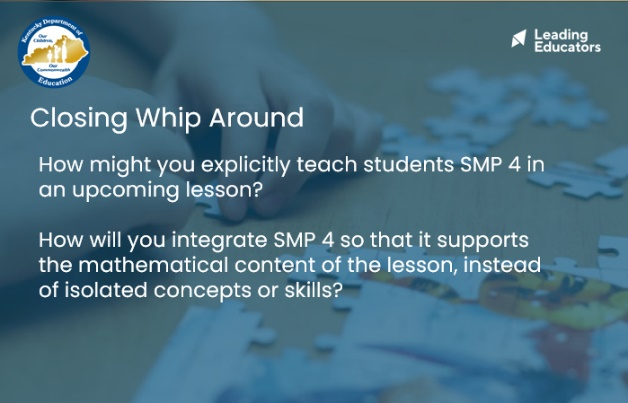 Kentucky Department of
Our
Children,
Our
Commonwealth
Education
Leading
Educators
Closing Whip Around
How might you explicitly teach students SMP 4 in
an upcoming lesson?
How will you integrate SMP 4 so that it supports
the mathematical content of the lesson, instead
of isolated concepts or skills?